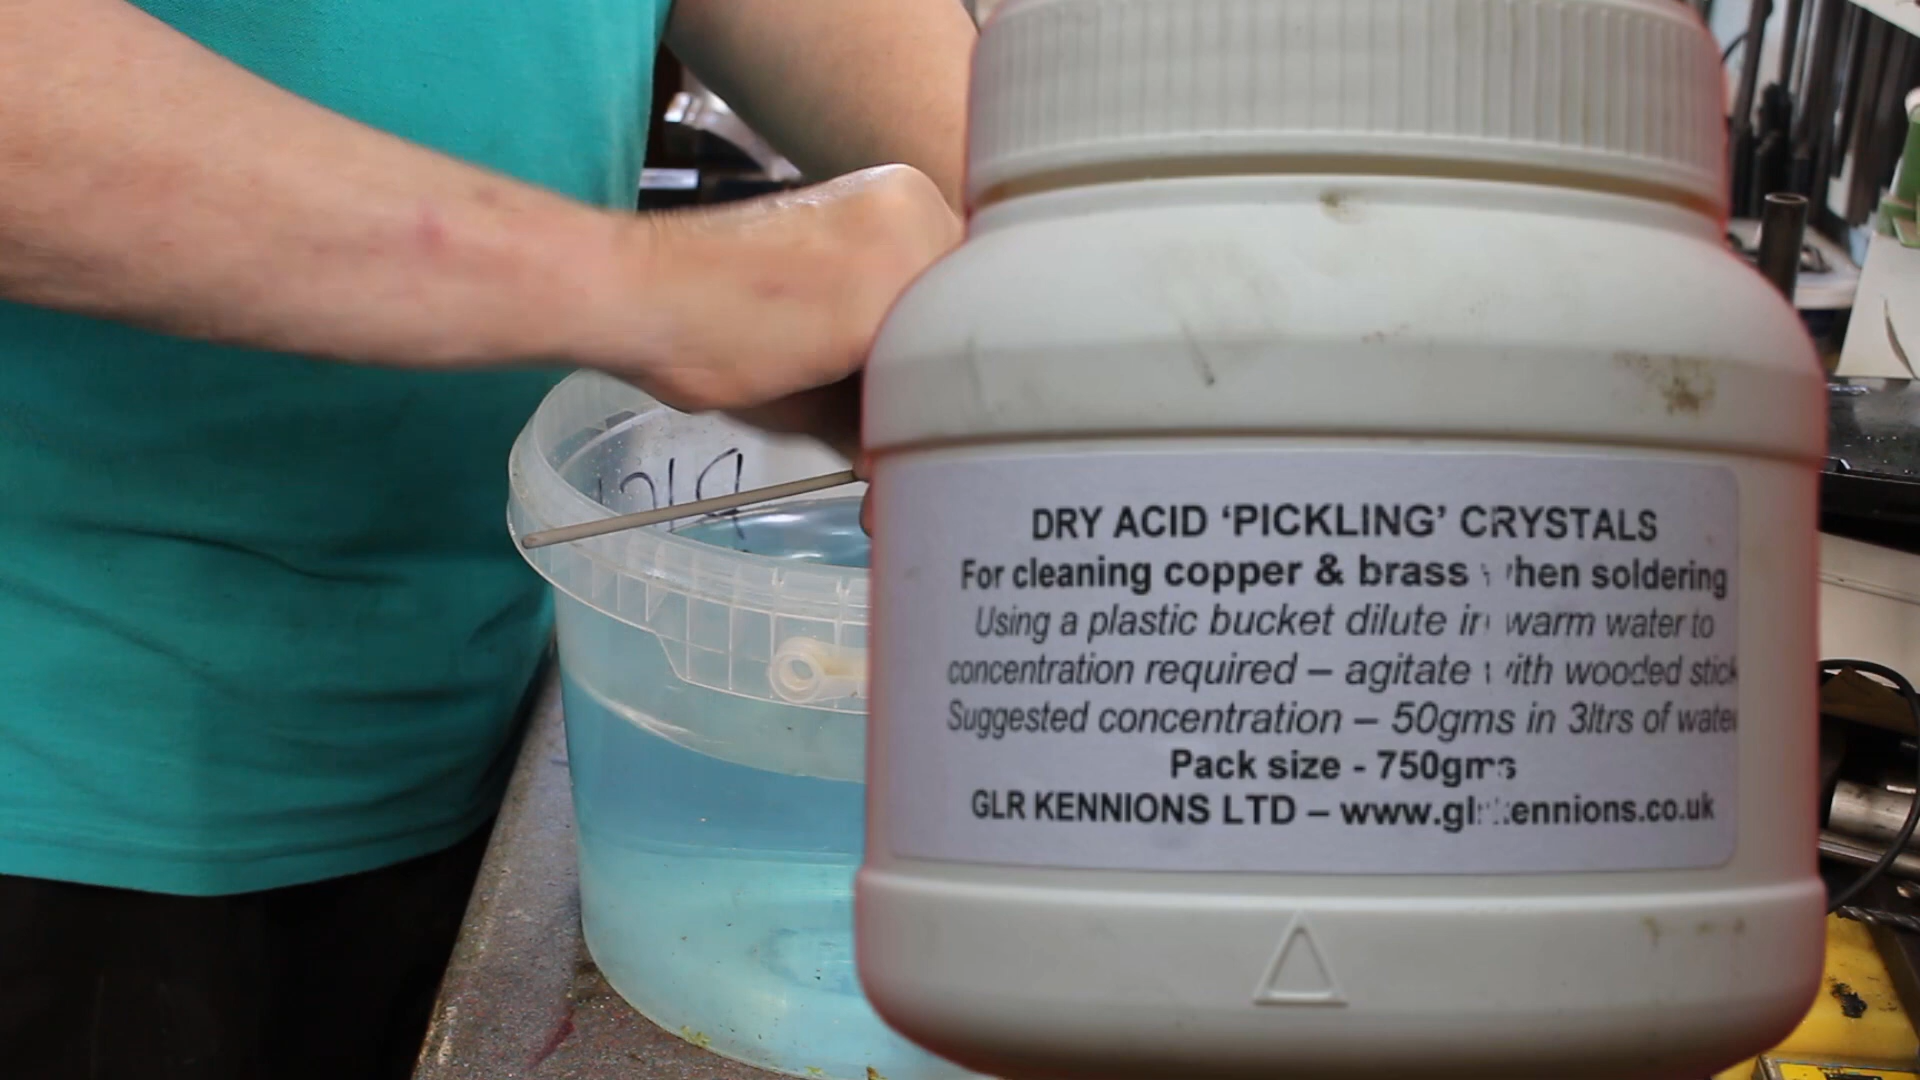 DRY ACID ‘PICKLING’ CRYSTALS
For cleaning copper & brass when soldering
Using a plastic bucket dilute in warm water to
concentration required – agitate with wooded stick
Suggested concentration – 50gms in 3ltrs of water
Pack size - 750gms
GLR KENNIONS LTD – www.glrkennions.co.uk